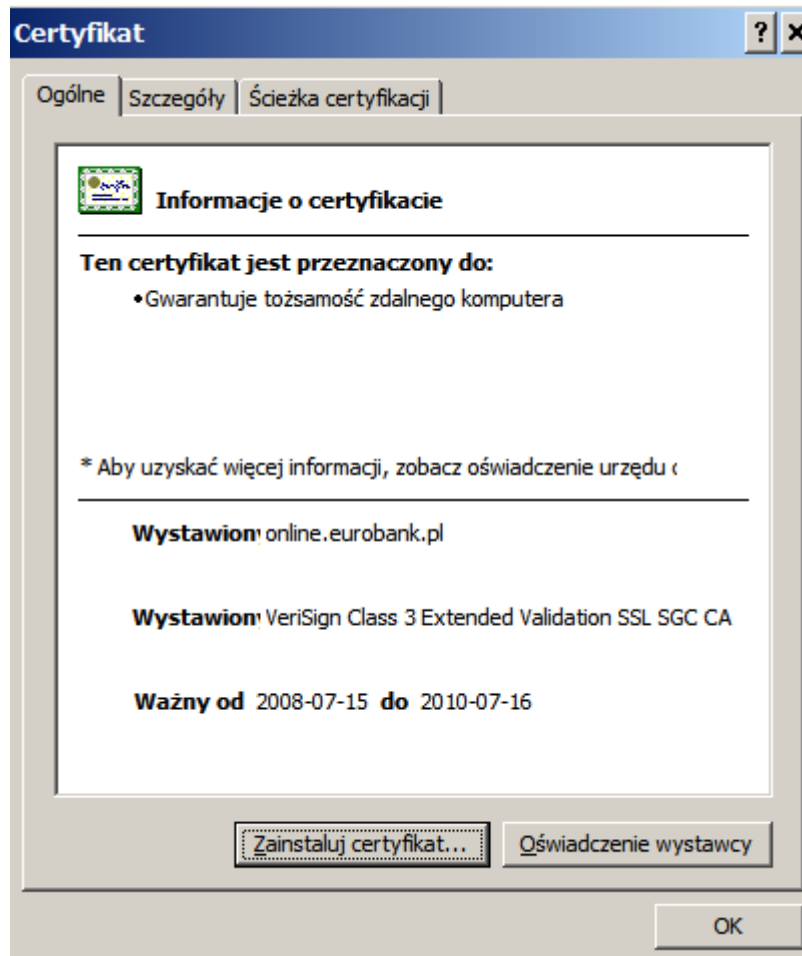 Certyfikat
Ogólne Szczegóły Ścieżka certyfikacji
Informacje o certyfikacie
Ten certyfikat jest przeznaczony do:
•Gwarantuje tożsamość zdalnego komputera
* Aby uzyskać więcej informacji, zobacz oświadczenie urzędu
Wystawiony online.eurobank.pl
Wystawiony VeriSign Class 3 Extended Validation SSL SGC CA
Ważny od 2008-07-15 do 2010-07-16
Zainstaluj certyfikat... Oświadczenie wystawcy
OK